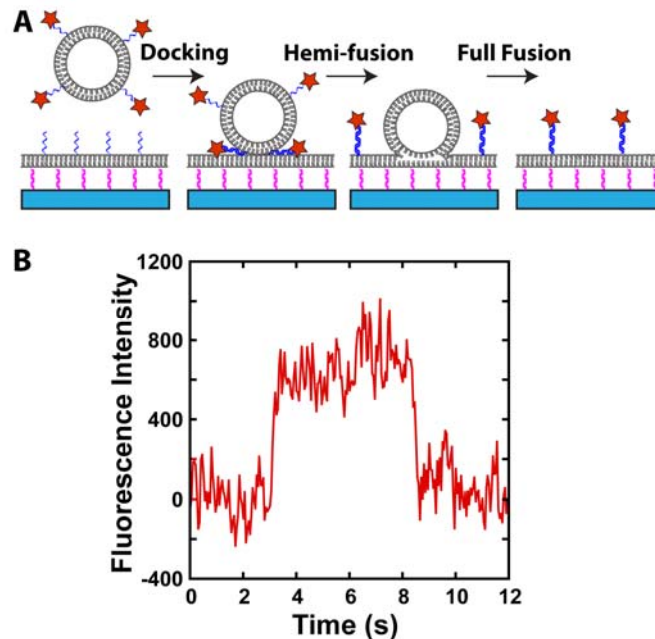 A
Docking Hemi-fusion Full Fusion
B
1200
800
400
0
-400
Fluorescence Intensity
0 2 4 6 8 10 12
Time (s)